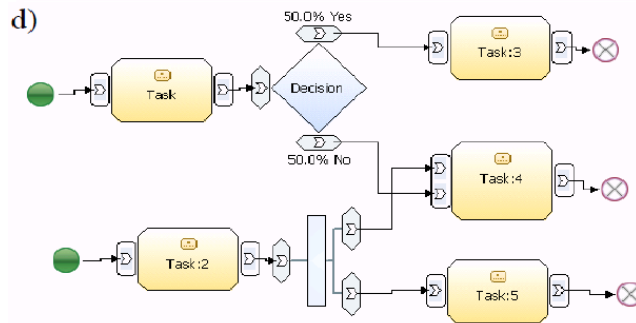 d)
50.0% Yes
Task:3
Task
Decision
50.0% No
Task:4
Task:2
Task:5